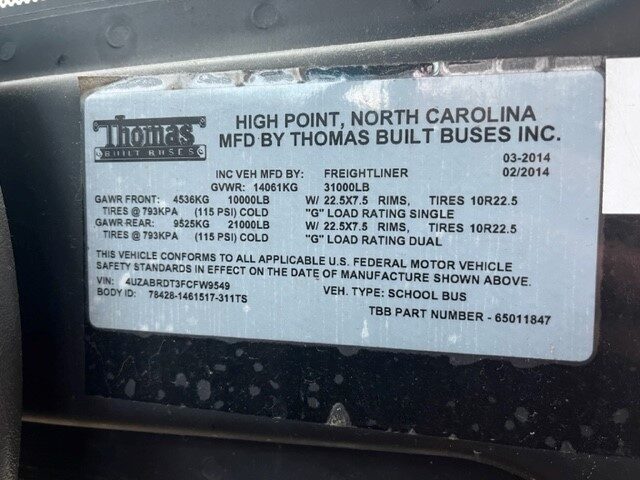 Thomas
BUILT BUSES
HIGH POINT, NORTH CAROLINA
MFD BY THOMAS BUILT BUSES INC.
03-2014
INC VEH MFD BY: FREIGHTLINER 02/2014
GVWR: 14061KG 31000LB
GAWR FRONT: 4536KG 10000LB W/ 22.5X7.5 RIMS, TIRES 10R22.5
TIRES @ 793KPA (115 PSI) COLD "G" LOAD RATING SINGLE
GAWR-REAR: 9525KG 21000LB W/ 22.5X7.5 RIMS, TIRES 10R22.5
TIRES @ 793KPA (115 PSI) COLD "G" LOAD RATING DUAL
THIS VEHICLE CONFORMS TO ALL APPLICABLE U.S. FEDERAL MOTOR VEHICLE
SAFETY STANDARDS IN EFFECT ON THE DATE OF MANUFACTURE SHOWN ABOVE.
VIN: 4UZABRDT3FCFW9549
BODY ID: 78428-1461517-311TS VEH. TYPE: SCHOOL BUS
TBB PART NUMBER - 65011847